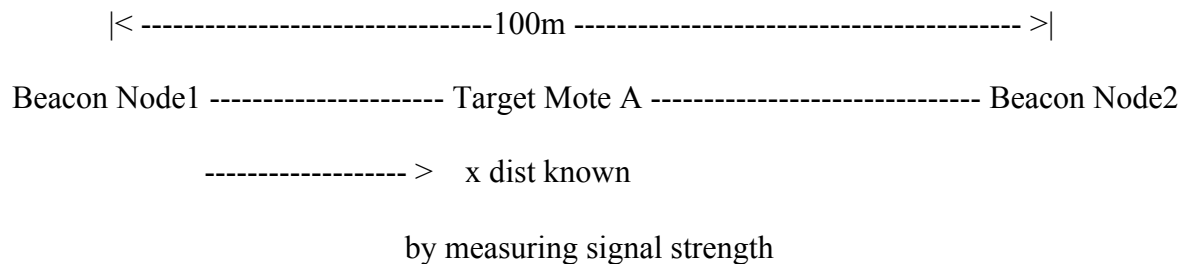 |< ---------------------------------100m ------------------------------------------- >|
Beacon Node1 ---------------------- Target Mote A -------------------------------- Beacon Node2
------------------- > x dist known
by measuring signal strength